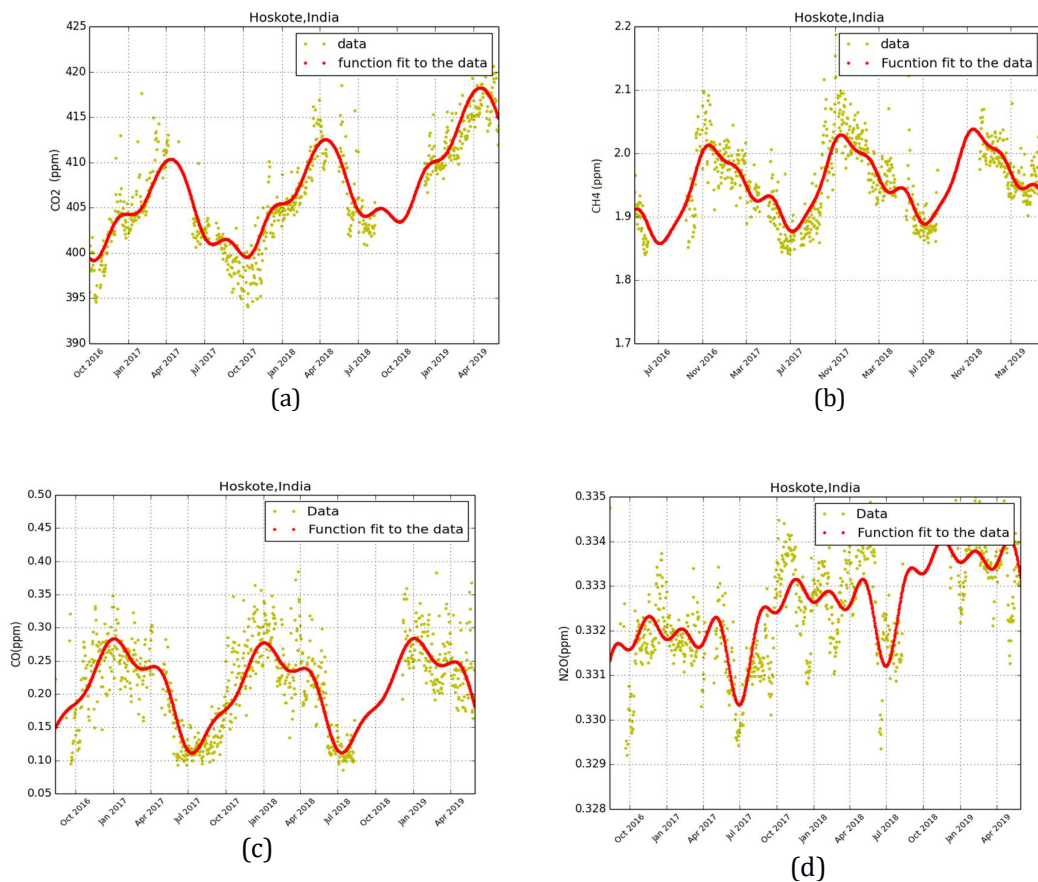 Hoskote,India
425
420
415
410
405
400
395
390
CO2 (ppm)
data
function fit to the data
Oct 2016
Jan 2017
Apr 2017
Jul 2017
Oct 2017
Jan 2018
Apr 2018
Jul 2018
Oct 2018
Jan 2019
Apr 2019
(a)
Hoskote,India
2.2
2.1
2.0
1.9
1.8
1.7
CH4 (ppm)
data
Fucntion fit to the data
Jul 2016
Nov 2016
Mar 2017
Jul 2017
Nov 2017
Mar 2018
Jul 2018
Nov 2018
Mar 2019
(b)
Hoskote,India
0.50
0.45
0.40
0.35
0.30
0.25
0.20
0.15
0.10
0.05
CO(ppm)
Data
Function fit to the data
Oct 2016
Jan 2017
Apr 2017
Jul 2017
Oct 2017
Jan 2018
Apr 2018
Jul 2018
Oct 2018
Jan 2019
Apr 2019
(c)
Hoskote,India
0.335
0.334
0.333
0.332
0.331
0.330
0.329
0.328
N2O(ppm)
Data
Function fit to the data
Oct 2016
Jan 2017
Apr 2017
Jul 2017
Oct 2017
Jan 2018
Apr 2018
Jul 2018
Oct 2018
Jan 2019
Apr 2019
(d)